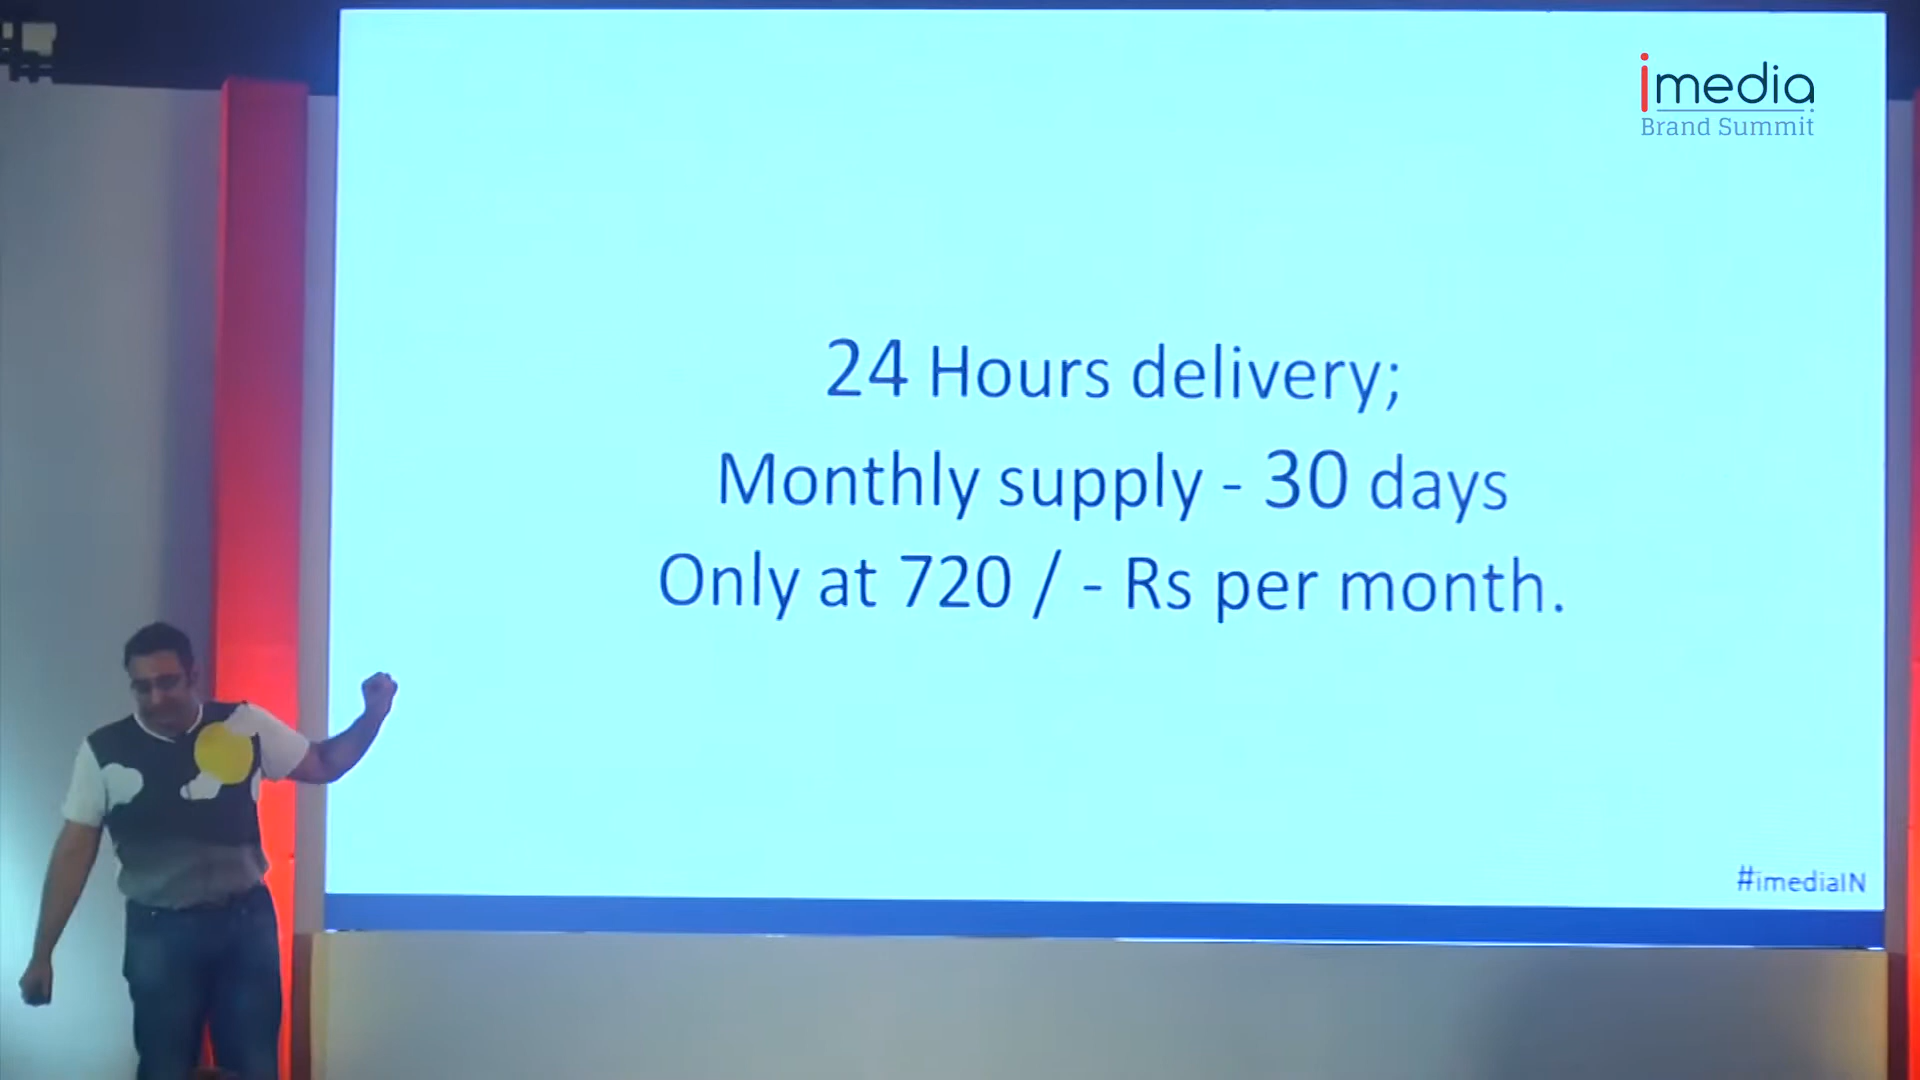 imedia
Brand Summit
24 Hours delivery;
Monthly supply - 30 days
Only at 720 / - Rs per month.
#imediaIN